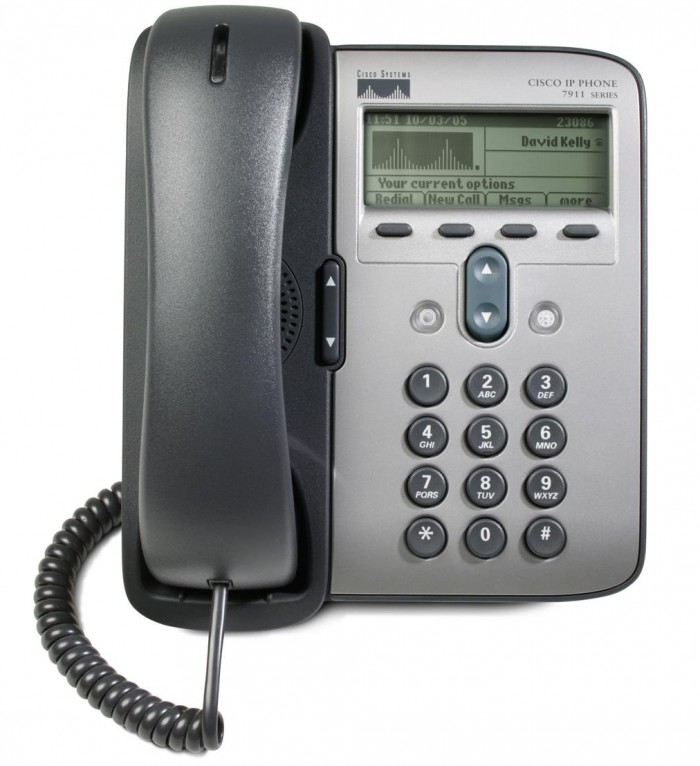 CISCO SYSTEMS
CISCO IP PHONE
7911 SERIES
11:51 10/03/05 23086
David Kelly
Your current options
Redial New Call Msgs more
1 2 3
ABC DEF
4 5 6
GHI JKL MNO
7 8 9
PQRS TUV WXYZ
* 0 #